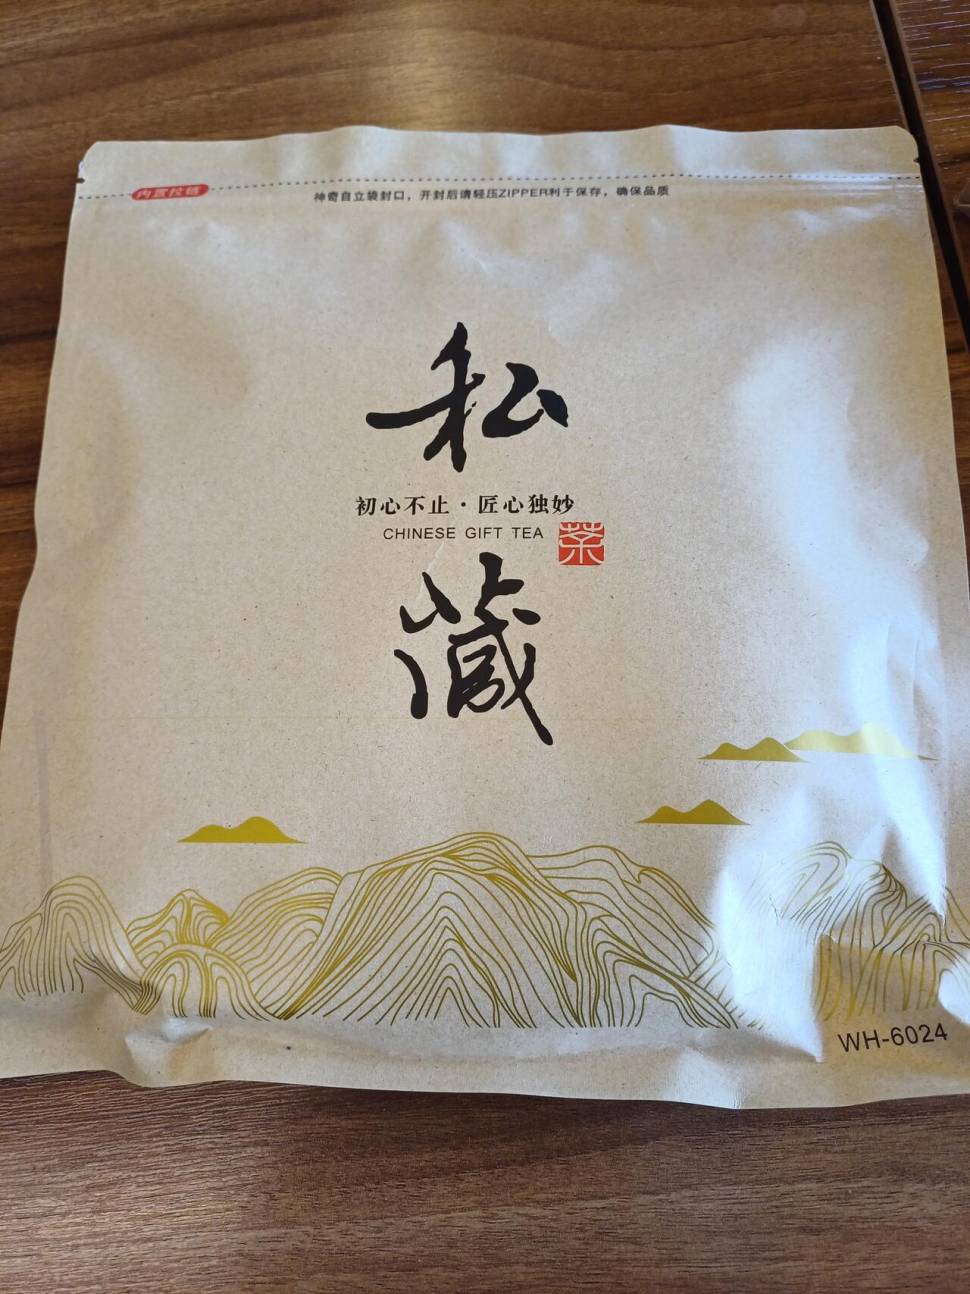 内置拉链
神奇自立袋封口，开封后请轻压ZIPPER利于保存，确保品质
私
初心不止·匠心独妙
CHINESE GIFT TEA
茶
藏
WH-6024